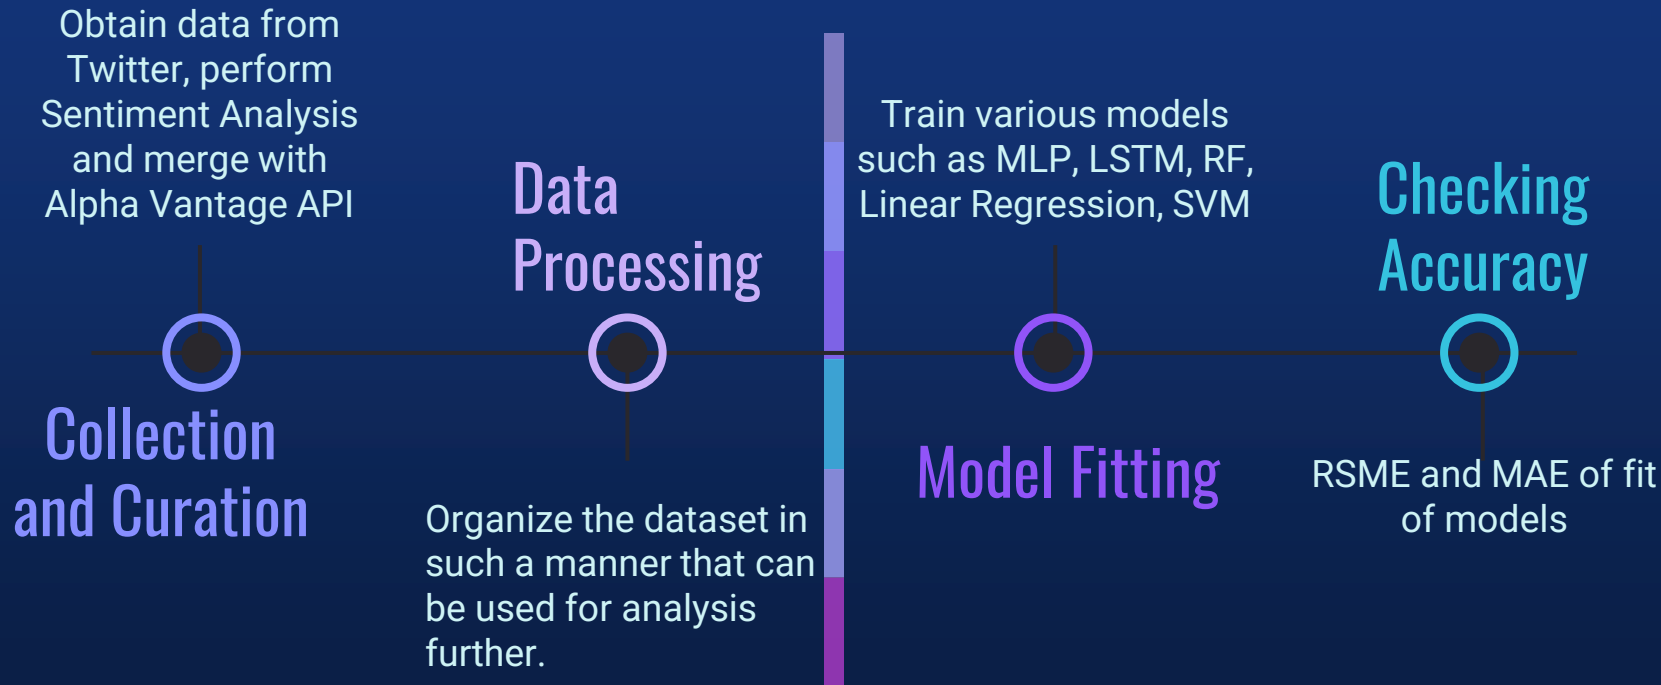 Obtain data from
Twitter, perform
Sentiment Analysis
and merge with
Alpha Vantage API
Collection
and Curation
Data
Processing
Organize the dataset in
such a manner that can
be used for analysis
further.
Train various models
such as MLP, LSTM, RF,
Linear Regression, SVM
Model Fitting
Checking
Accuracy
RSME and MAE of fit
of models